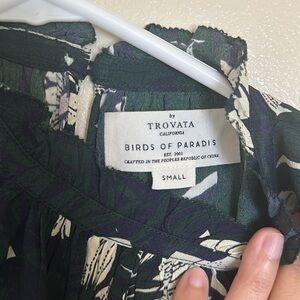 by
TROVATA
CALIFORNIA
BIRDS OF PARADIS
EST. 2002
CRAFTED IN THE PEOPLES REPUBLIC OF CHINA
SMALL